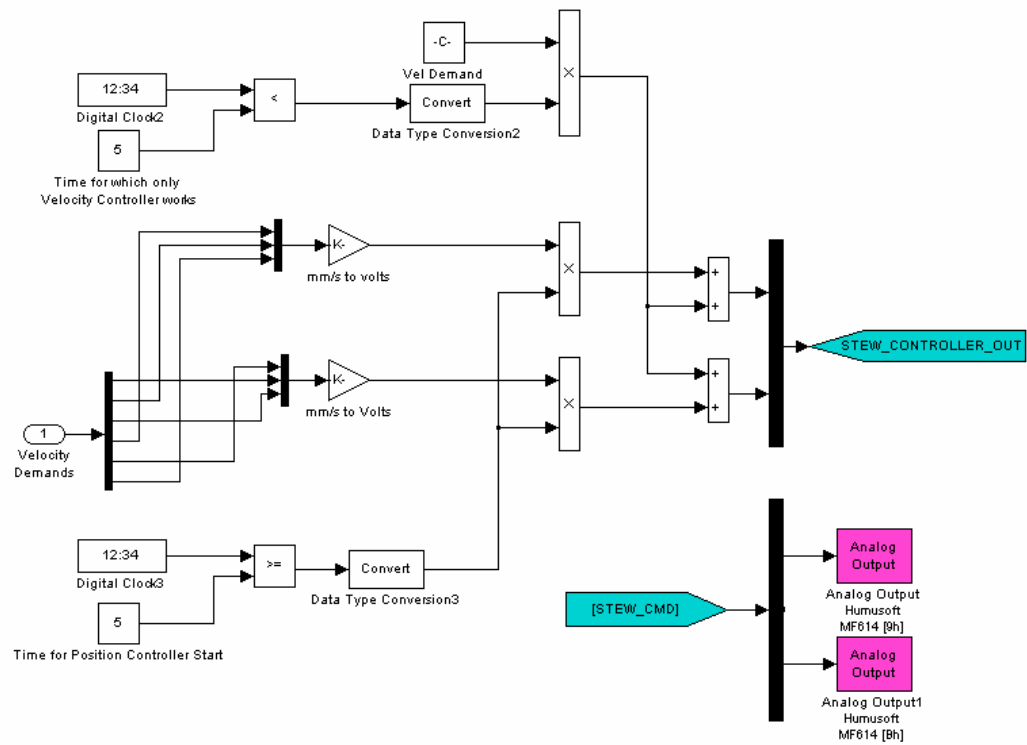 -C-
Vel Demand
12:34
Digital Clock2
<
Convert
Data Type Conversion2
×
5
Time for which only
Velocity Controller works
K-
mm/s to volts
×
+
+
STEW_CONTROLLER_OUT
K-
mm/s to Volts
×
+
+
1
Velocity
Demands
12:34
Digital Clock3
>=
Convert
Data Type Conversion3
5
Time for Position Controller Start
[STEW_CMD]
Analog
Output
Analog Output
Humusoft
MF614 [9h]
Analog
Output
Analog Output1
Humusoft
MF614 [Bh]